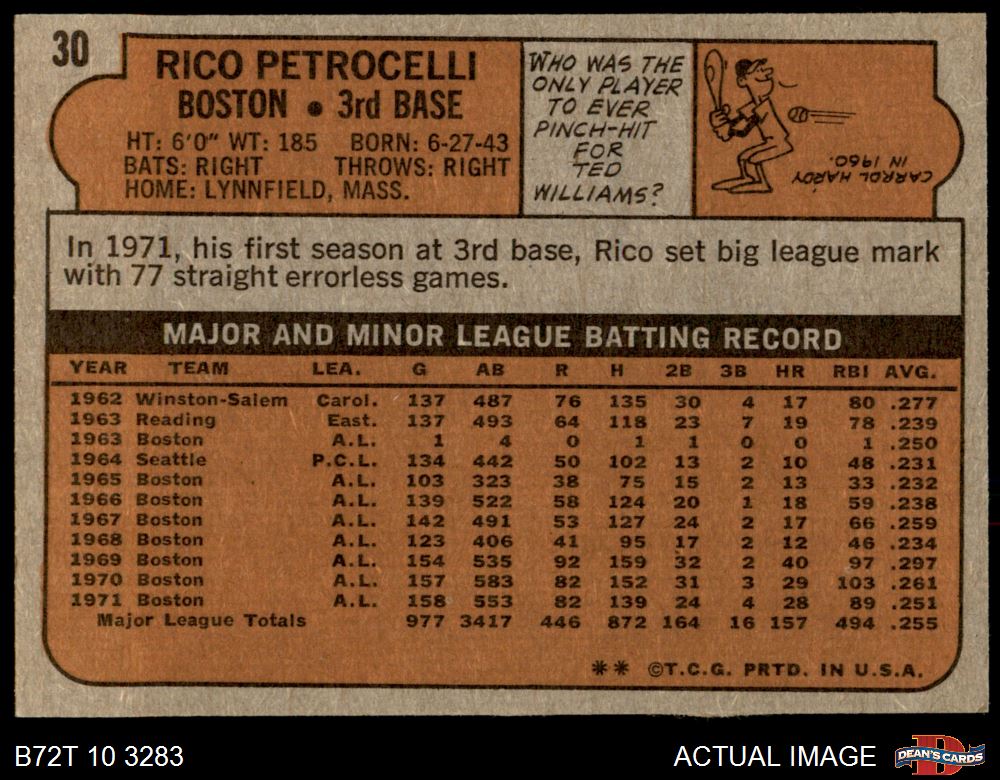 30
RICO PETROCELLI
BOSTON • 3rd BASE
HT: 6'0" WT: 185 BORN: 6-27-43
BATS: RIGHT THROWS: RIGHT
HOME: LYNNFIELD, MASS.
WHO WAS THE
ONLY PLAYER
TO EVER
PINCH-HIT
FOR
TED
WILLIAMS?
CARROL HARDY
IN 1960.
In 1971, his first season at 3rd base, Rico set big league mark
with 77 straight errorless games.
MAJOR AND MINOR LEAGUE BATTING RECORD
YEAR TEAM LEA. G AB R H 2B 3B HR RBI AVG.
1962 Winston-Salem Carol. 137 487 76 135 30 4 17 80 .277
1963 Reading East. 137 493 64 118 23 7 19 78 .239
1963 Boston A.L. 1 4 0 1 1 0 0 1 .250
1964 Seattle P.C.L. 134 442 50 102 13 2 10 48 .231
1965 Boston A.L. 103 323 38 75 15 2 13 33 .232
1966 Boston A.L. 139 522 58 124 20 1 18 59 .238
1967 Boston A.L. 142 491 53 127 24 2 17 66 .259
1968 Boston A.L. 123 406 41 95 17 2 12 46 .234
1969 Boston A.L. 154 535 92 159 32 2 40 97 .297
1970 Boston A.L. 157 583 82 152 31 3 29 103 .261
1971 Boston A.L. 158 553 82 139 24 4 28 89 .251
Major League Totals 977 3417 446 872 164 16 157 494 .255
** ©T.C.G. PRTD. IN U.S.A.
B72T 10 3283
ACTUAL IMAGE
D
DEAN'S CARDS